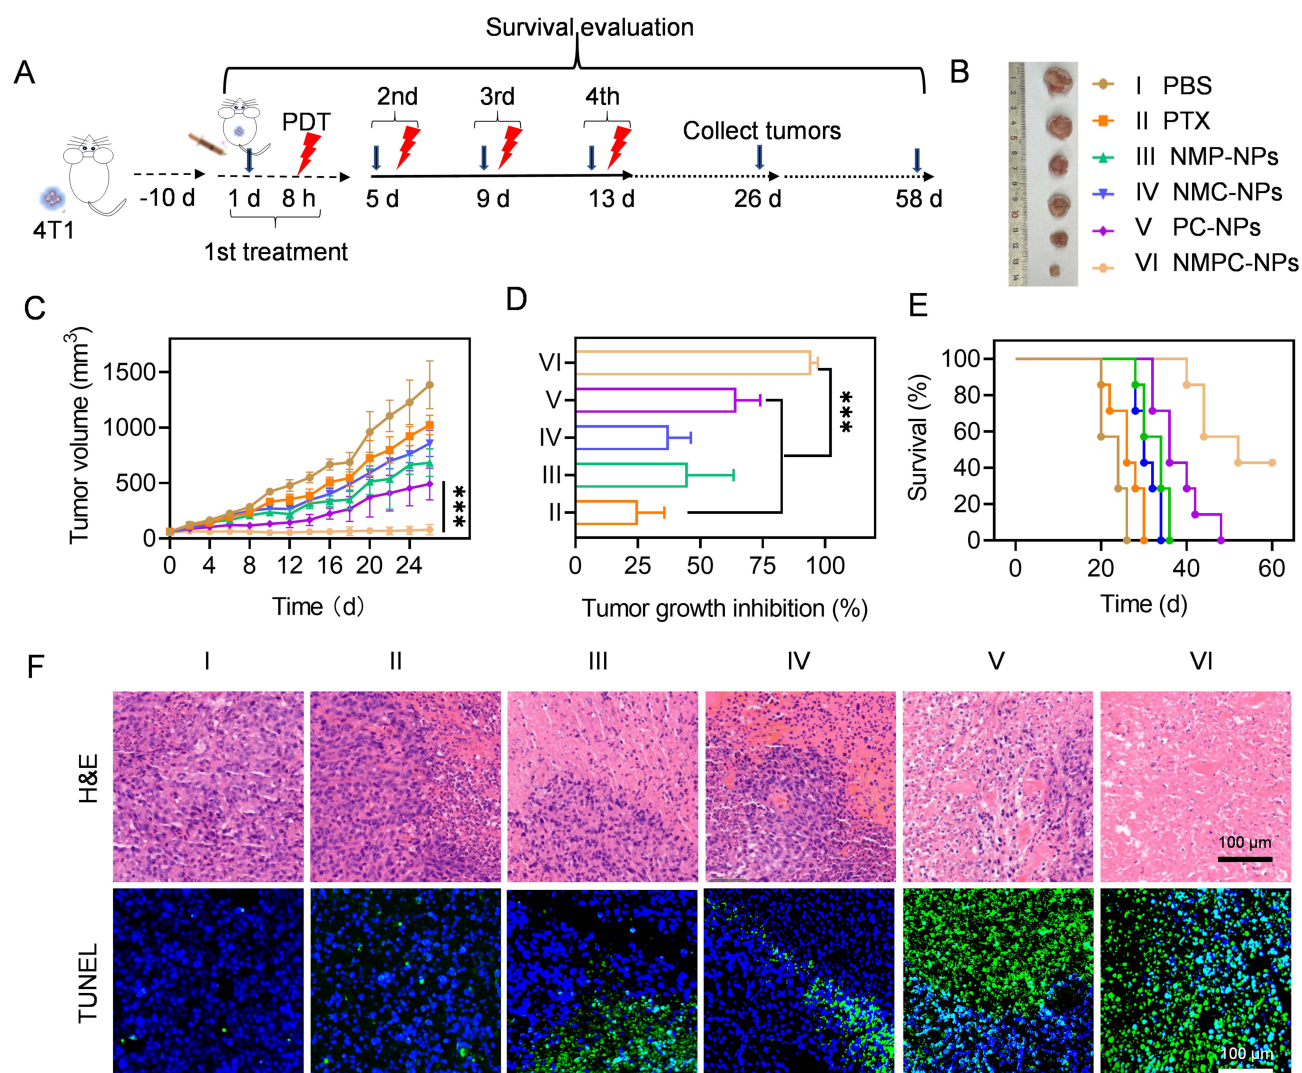 Survival evaluation
A
B
2nd
3rd
4th
PDT
Collect tumors
-10 d
1 d
8 h
5 d
9 d
13 d
26 d
58 d
4T1
1st treatment
I PBS
II PTX
III NMP-NPs
IV NMC-NPs
V PC-NPs
VI NMPC-NPs
C
Tumor volume (mm³)
1500
1000
500
0
0 4 8 12 16 20 24
Time (d)
***
D
VI
V
IV
III
II
***
0 25 50 75 100
Tumor growth inhibition (%)
E
Survival (%)
100
80
60
40
20
0
0 20 40 60
Time (d)
F
I II III IV V VI
H&E
100 μm
TUNEL
100 μm